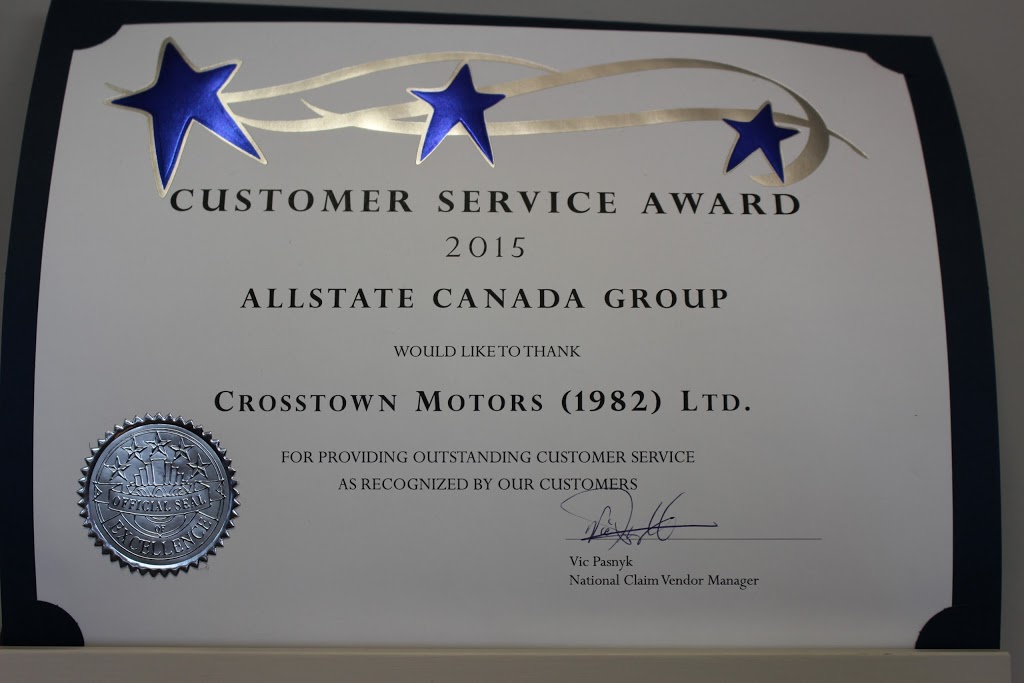 CUSTOMER SERVICE AWARD
2015
ALLSTATE CANADA GROUP
WOULD LIKE TO THANK
CROSSTOWN MOTORS (1982) LTD.
FOR PROVIDING OUTSTANDING CUSTOMER SERVICE
AS RECOGNIZED BY OUR CUSTOMERS
OFFICIAL SEAL
OF
EXCELLENCE
Vic Pasnyk
National Claim Vendor Manager